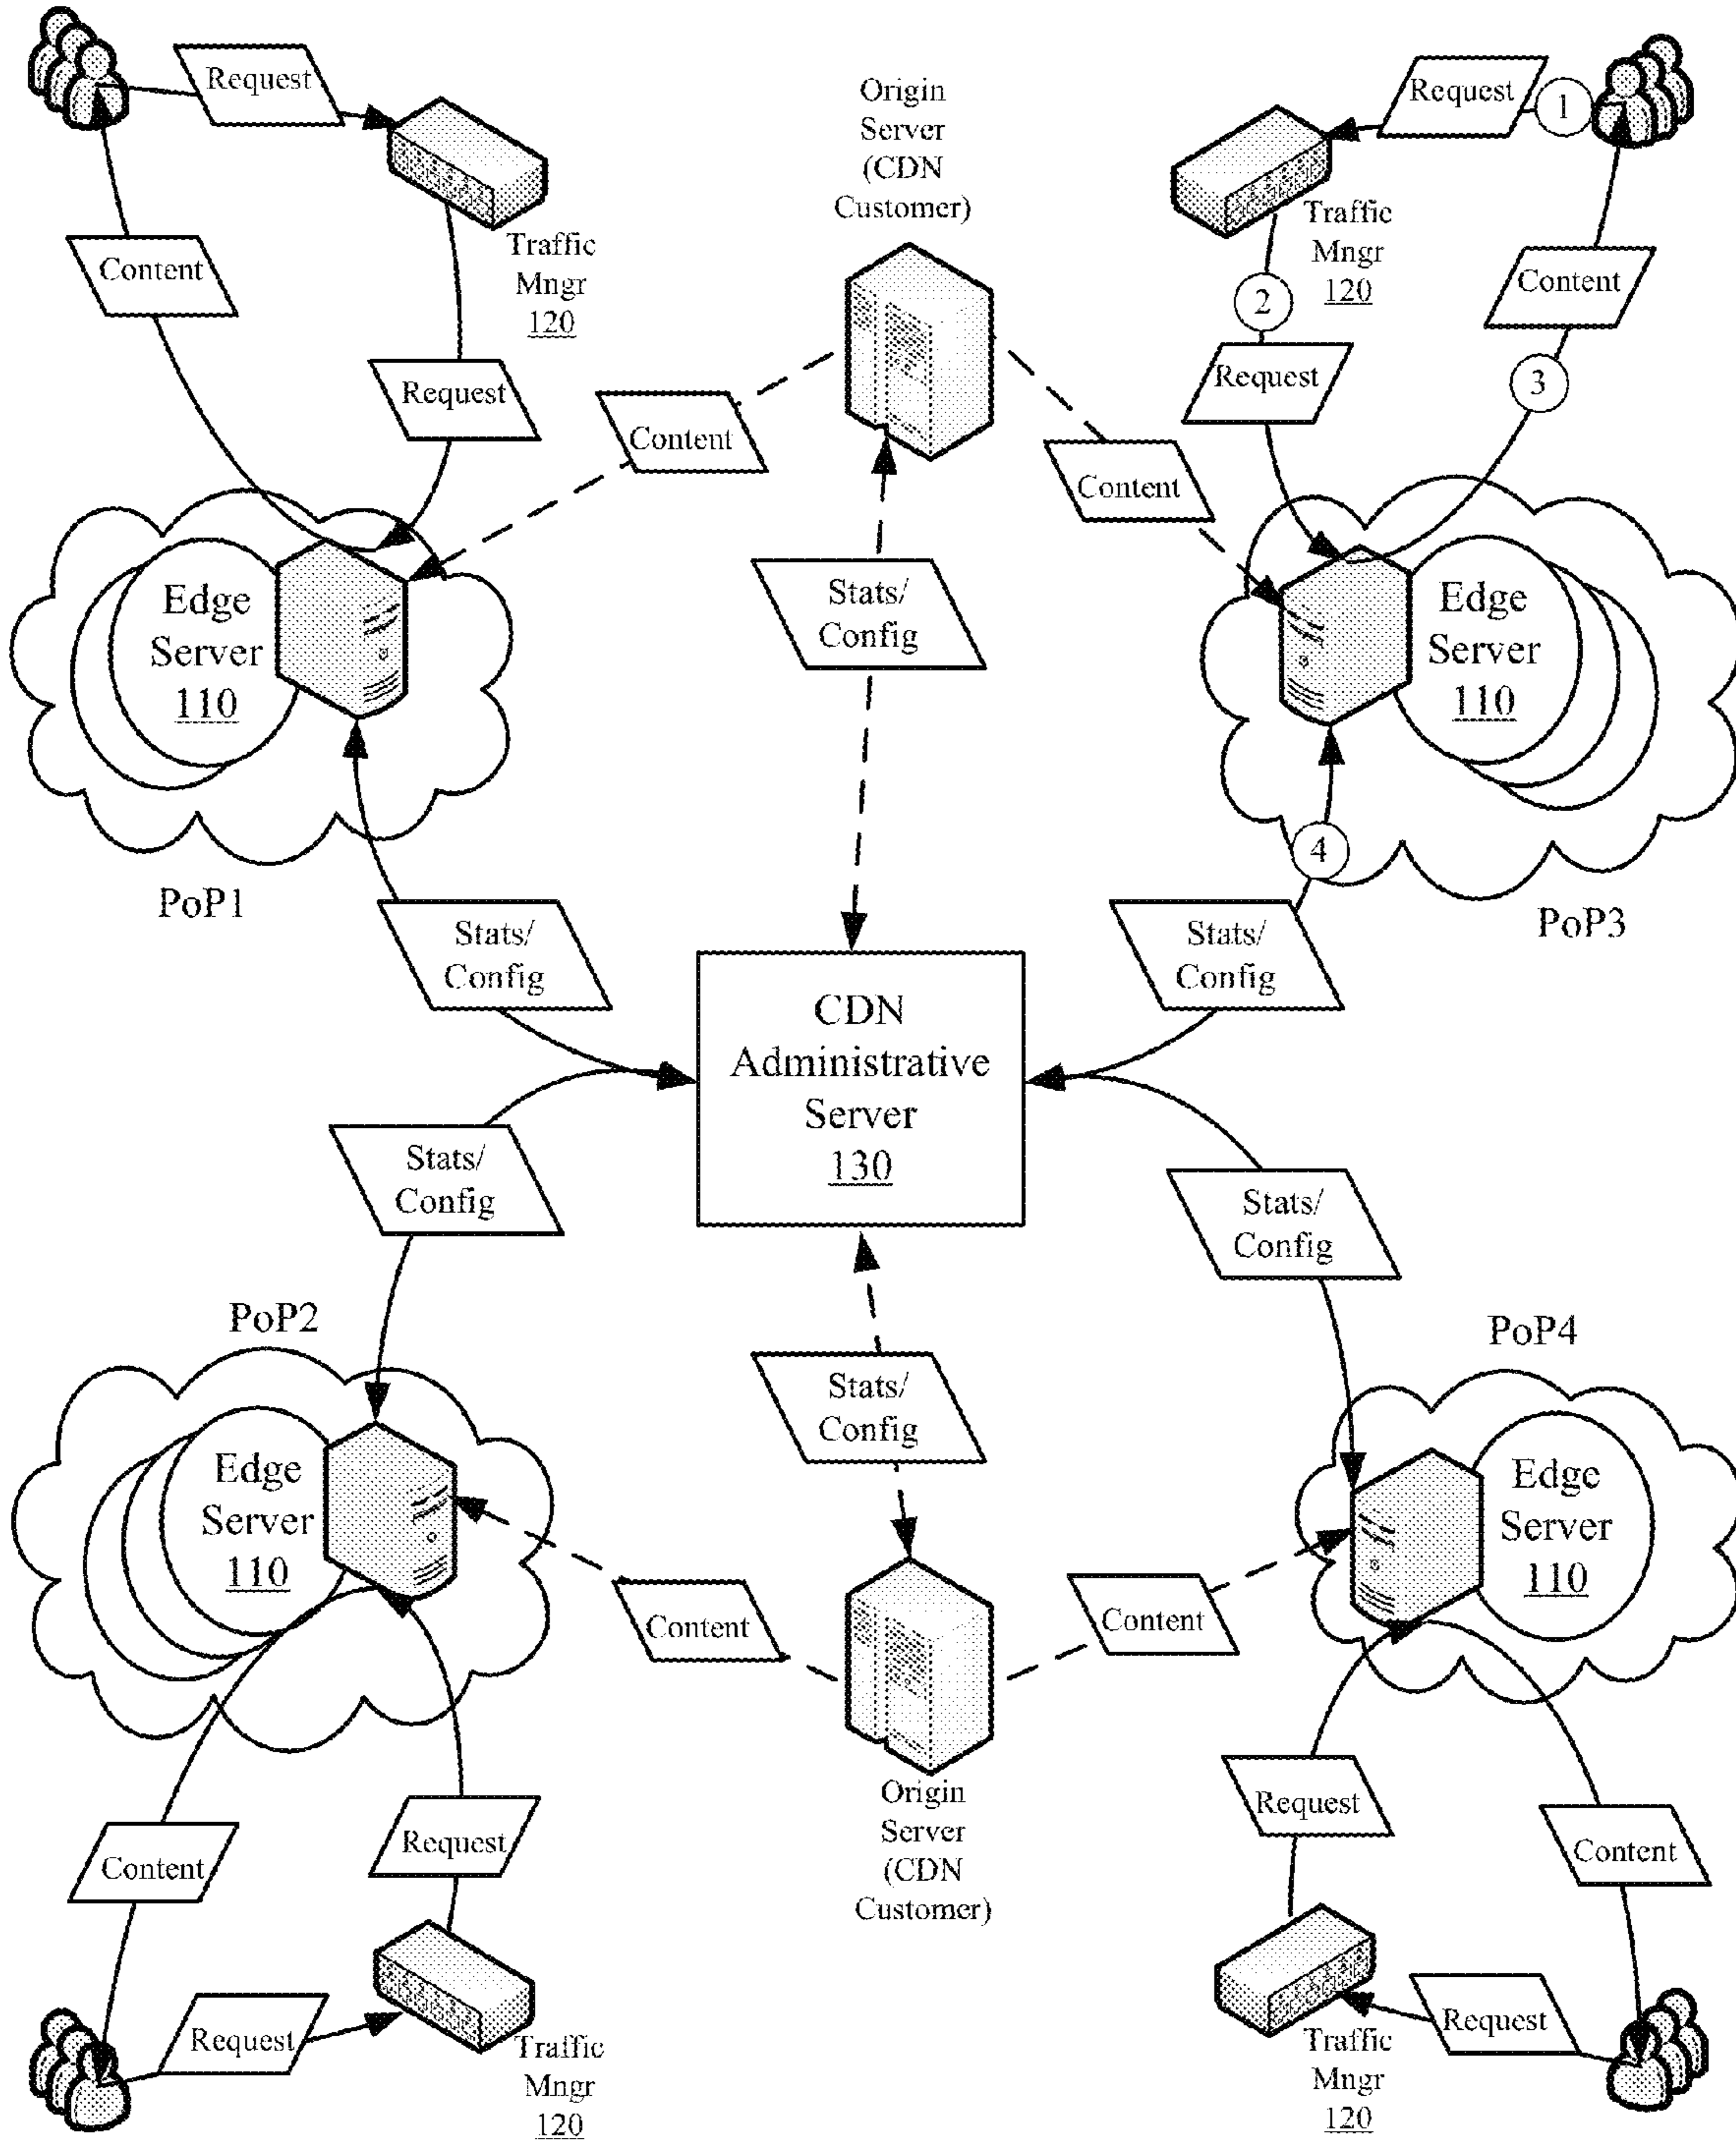 Request
Traffic
Mngr
120
Content
Request
Origin
Server
(CDN
Customer)
Request
1
Traffic
Mngr
120
2
Content
Request
3
Content
Content
Stats/
Config
Edge
Server
110
PoP1
Edge
Server
110
4
PoP3
Stats/
Config
Stats/
Config
CDN
Administrative
Server
130
Stats/
Config
Stats/
Config
PoP2
PoP4
Stats/
Config
Edge
Server
110
Edge
Server
110
Content
Content
Origin
Server
(CDN
Customer)
Content
Request
Request
Content
Request
Traffic
Mngr
120
Traffic
Mngr
120
Request